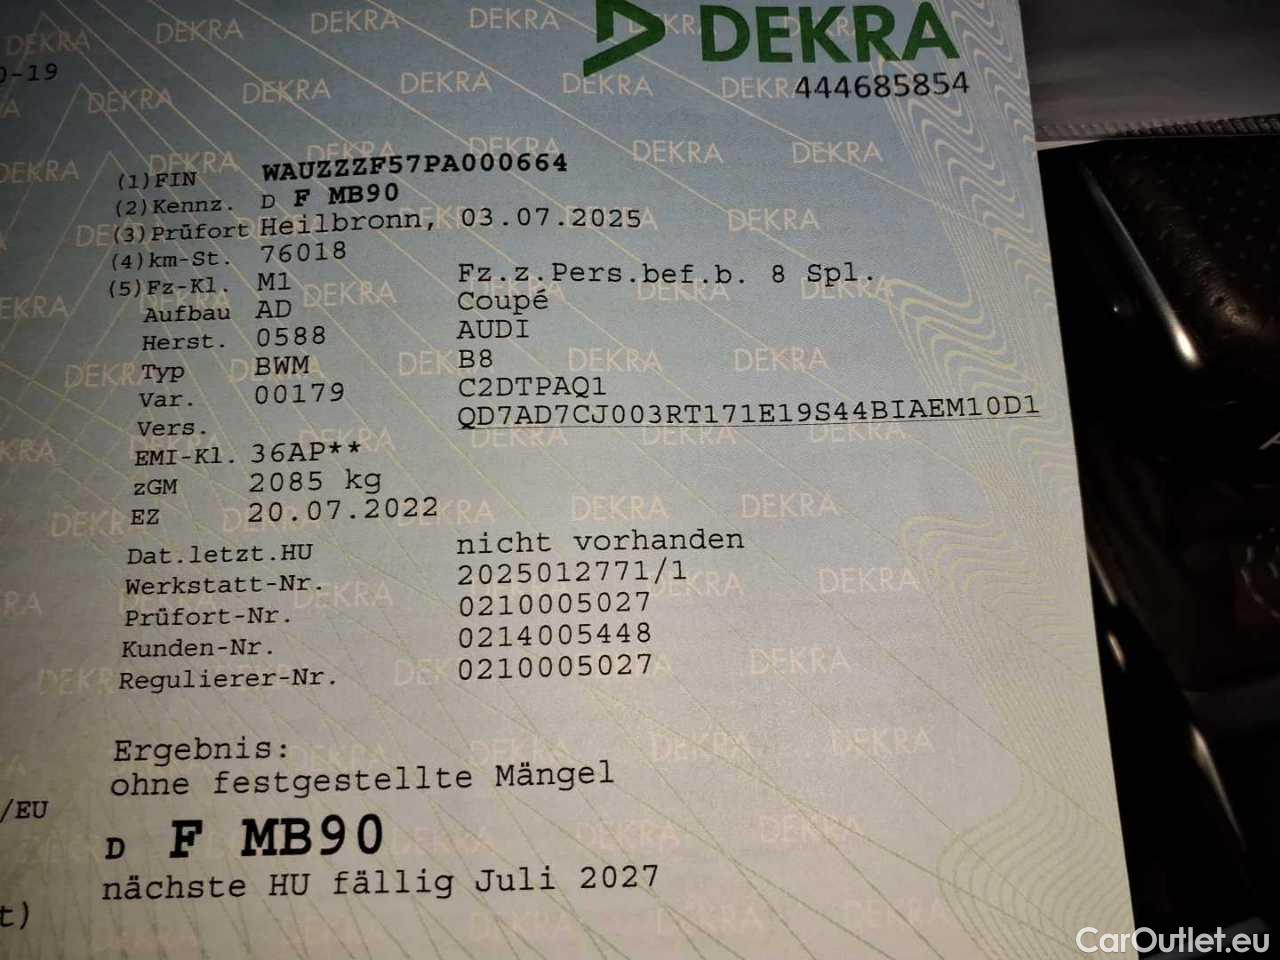 DEKRA
0-19
444685854
(1)FIN WAUZZZF57PA000664
(2)Kennz. D F MB90
(3)Prüfort Heilbronn, 03.07.2025
(4)km-St. 76018
(5)Fz-Kl. M1 Fz.z.Pers.bef.b. 8 Spl.
Aufbau AD Coupé
Herst. 0588 AUDI
Typ BWM B8
Var. 00179 C2DTPAQ1
Vers. QD7AD7CJ003RT171E19S44BIAEM10D1
EMI-Kl. 36AP**
zGM 2085 kg
EZ 20.07.2022
Dat.letzt.HU nicht vorhanden
Werkstatt-Nr. 2025012771/1
Prüfort-Nr. 0210005027
Kunden-Nr. 0214005448
Regulierer-Nr. 0210005027
Ergebnis:
ohne festgestellte Mängel
/EU
D F MB90
nächste HU fällig Juli 2027
t)
CarOutlet.eu